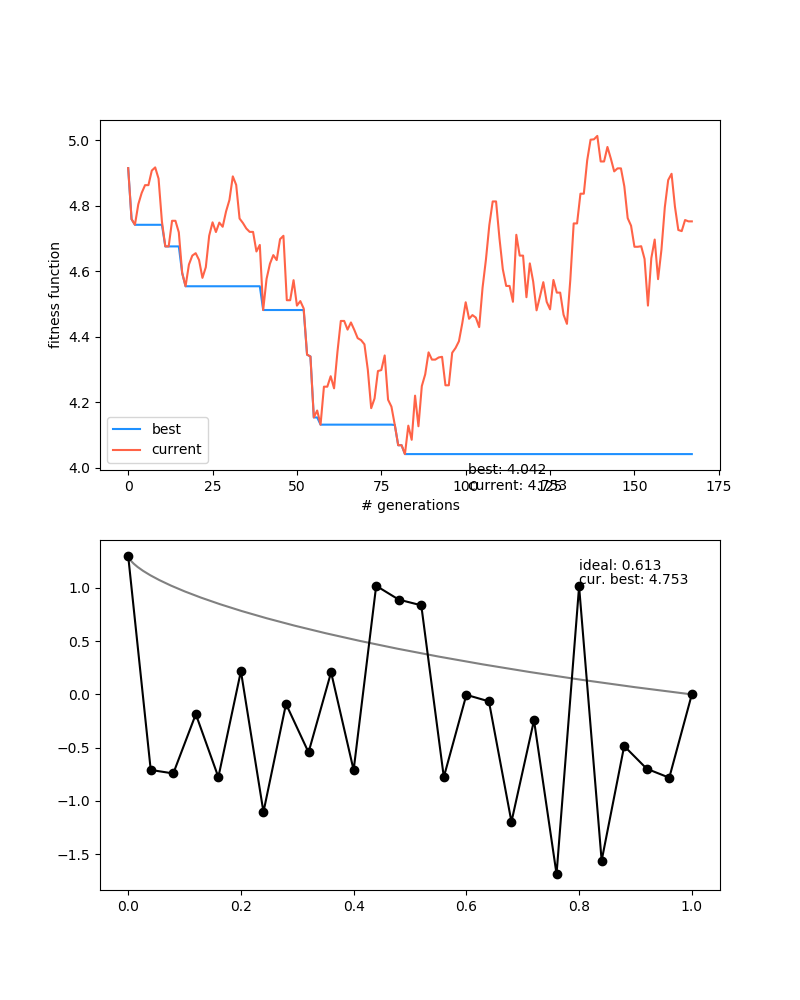 5.0
4.8
4.6
4.4
4.2
4.0
fitness function
best
current
best: 4.042
current: 4.753
0 25 50 75 100 125 150 175
# generations
ideal: 0.613
cur. best: 4.753
1.0
0.5
0.0
−0.5
−1.0
−1.5
0.0 0.2 0.4 0.6 0.8 1.0